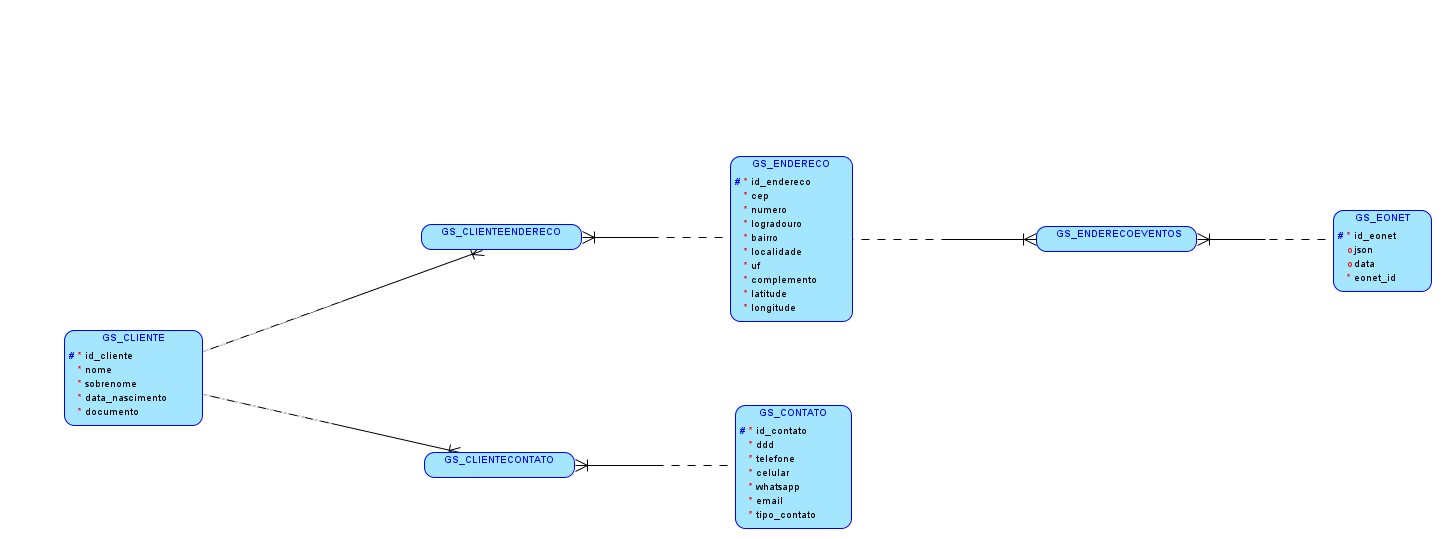 GS_ENDERECO
# * id_endereco
* cep
* numero
* logradouro
* bairro
* localidade
* uf
* complemento
* latitude
* longitude
GS_CLIENTEENDERECO
GS_ENDERECOEVENTOS
GS_EONET
# * id_eonet
o json
o data
* eonet_id
GS_CLIENTE
# * id_cliente
* nome
* sobrenome
* data_nascimento
* documento
GS_CLIENTECONTATO
GS_CONTATO
# * id_contato
* ddd
* telefone
* celular
* whatsapp
* email
* tipo_contato